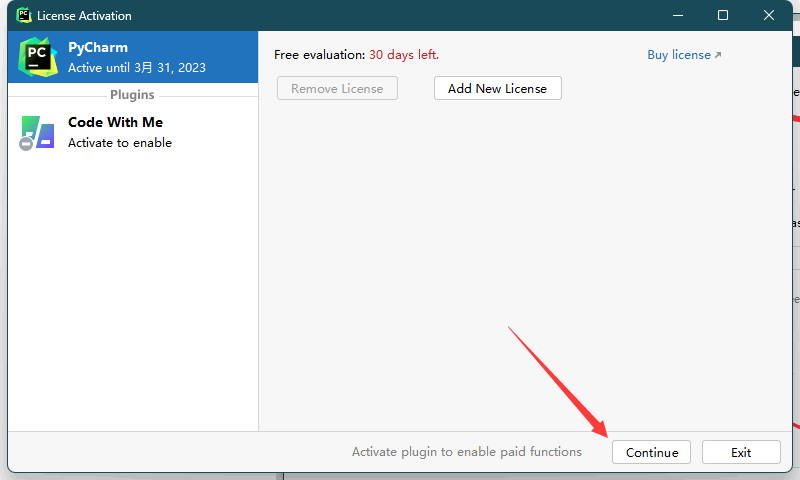 License Activation
PyCharm
Active until 3月 31, 2023
Plugins
Code With Me
Activate to enable
Free evaluation: 30 days left.
Buy license ↗
Remove License
Add New License
Activate plugin to enable paid functions
Continue
Exit